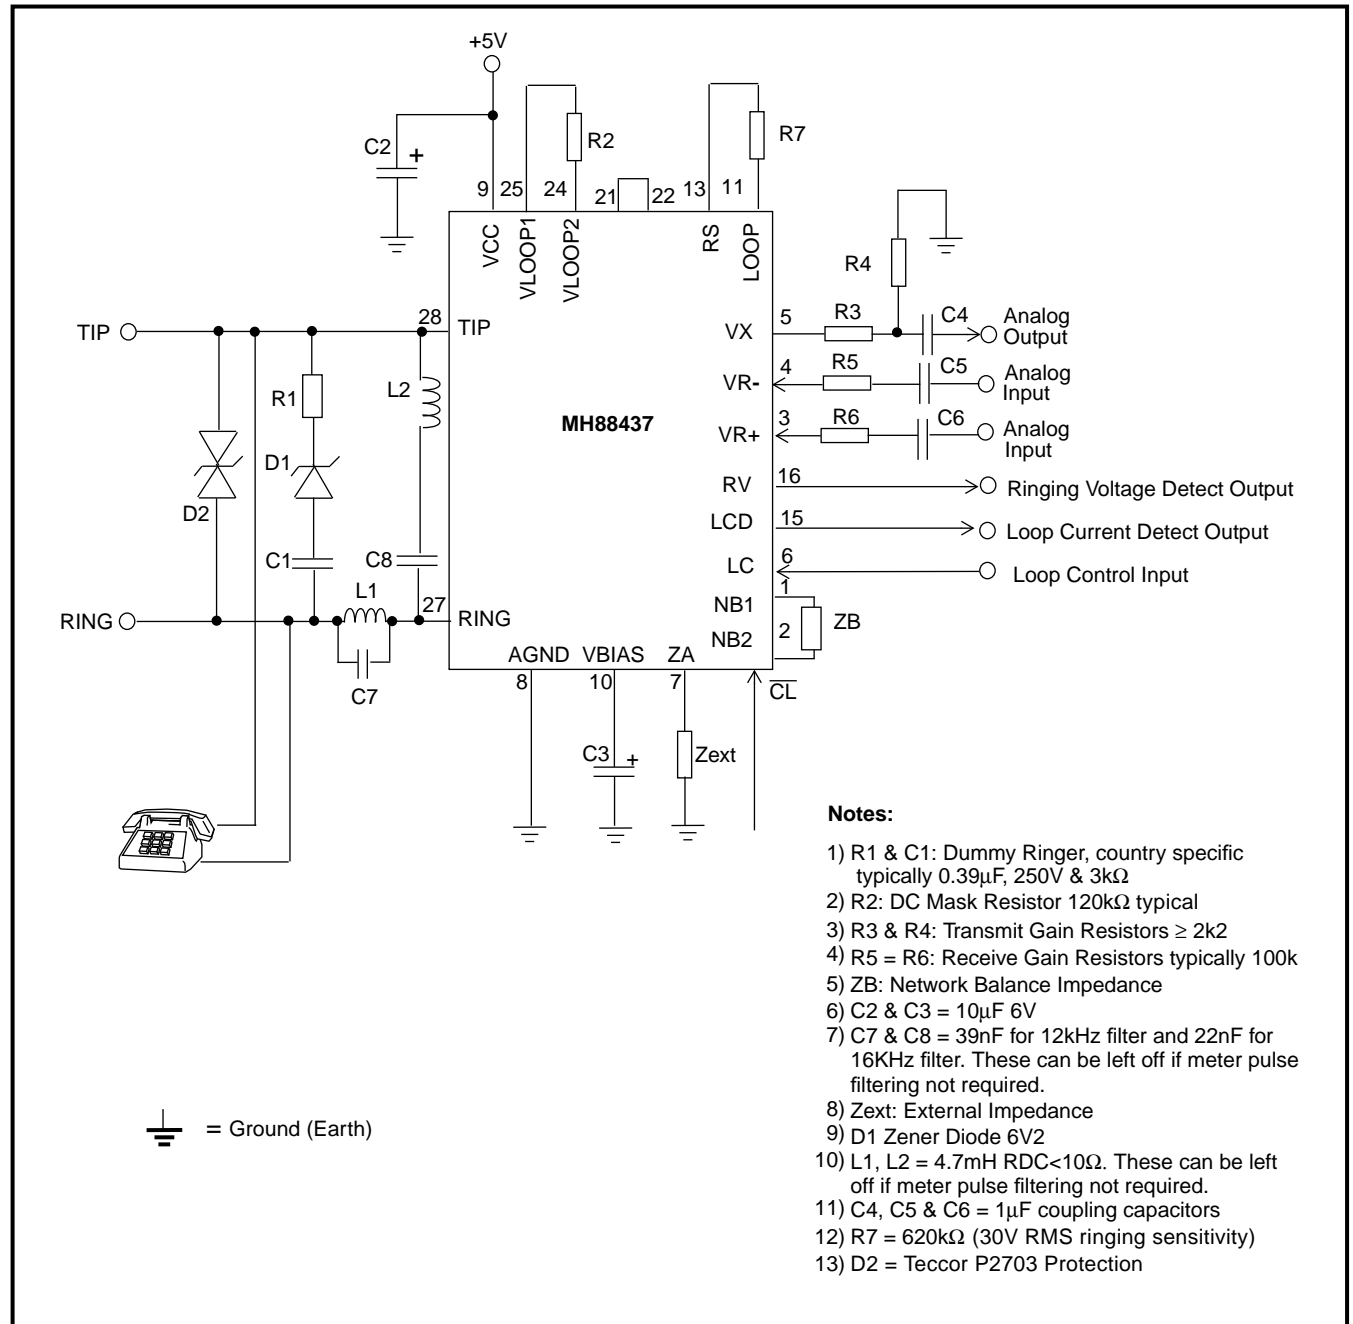 +5V
C2
+
R2
R7
9
25
24
21
22
13
11
VCC
VLOOP1
VLOOP2
RS
LOOP
R4
TIP
28
TIP
VX
5
R3
C4
Analog
Output
R1
L2
VR-
4
R5
C5
Analog
Input
MH88437
VR+
3
R6
C6
Analog
Input
D1
RV
16
Ringing Voltage Detect Output
D2
LCD
15
Loop Current Detect Output
C1
C8
LC
6
Loop Control Input
L1
1
RING
27
RING
NB1
ZB
NB2
2
AGND
VBIAS
ZA
C7
8
10
7
CL
C3
+
Zext
Notes:
1) R1 & C1: Dummy Ringer, country specific
typically 0.39μF, 250V & 3kΩ
2) R2: DC Mask Resistor 120kΩ typical
3) R3 & R4: Transmit Gain Resistors ≥ 2k2
4) R5 = R6: Receive Gain Resistors typically 100k
5) ZB: Network Balance Impedance
6) C2 & C3 = 10μF 6V
7) C7 & C8 = 39nF for 12kHz filter and 22nF for
16KHz filter. These can be left off if meter pulse
filtering not required.
8) Zext: External Impedance
9) D1 Zener Diode 6V2
10) L1, L2 = 4.7mH RDC<10Ω. These can be left
off if meter pulse filtering not required.
11) C4, C5 & C6 = 1μF coupling capacitors
12) R7 = 620kΩ (30V RMS ringing sensitivity)
13) D2 = Teccor P2703 Protection
= Ground (Earth)